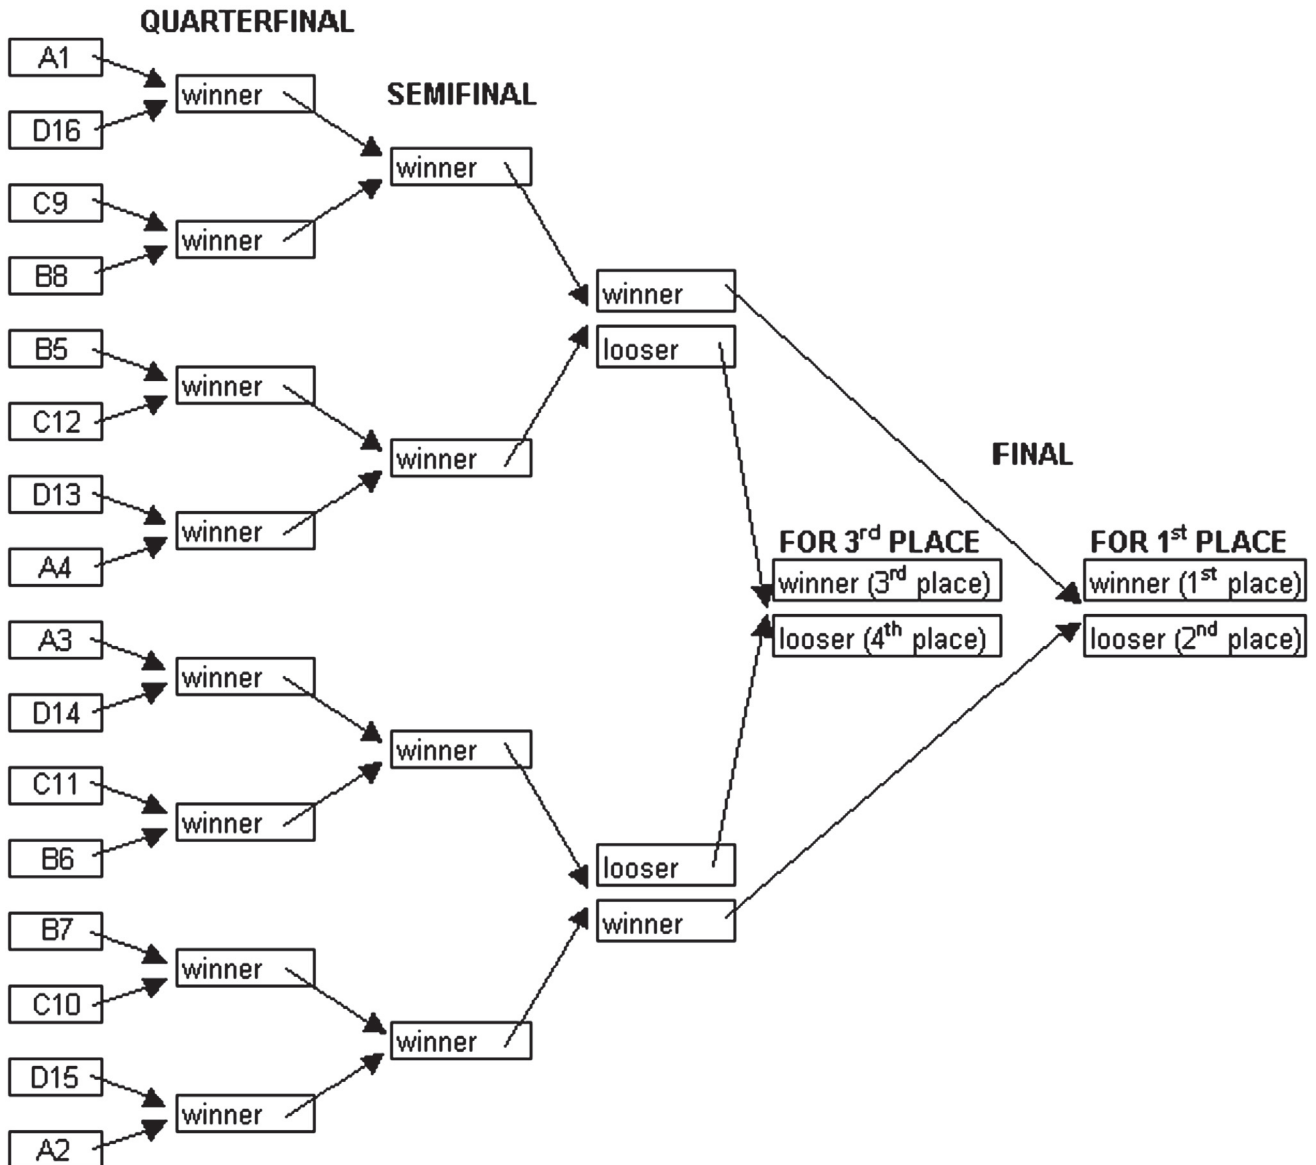 QUARTERFINAL
SEMIFINAL
FINAL
A1
D16
C9
B8
B5
C12
D13
A4
A3
D14
C11
B6
B7
C10
D15
A2
winner
winner
winner
winner
winner
winner
winner
winner
winner
winner
winner
winner
winner
looser
looser
winner
FOR 3rd PLACE
winner (3rd place)
looser (4th place)
FOR 1st PLACE
winner (1st place)
looser (2nd place)